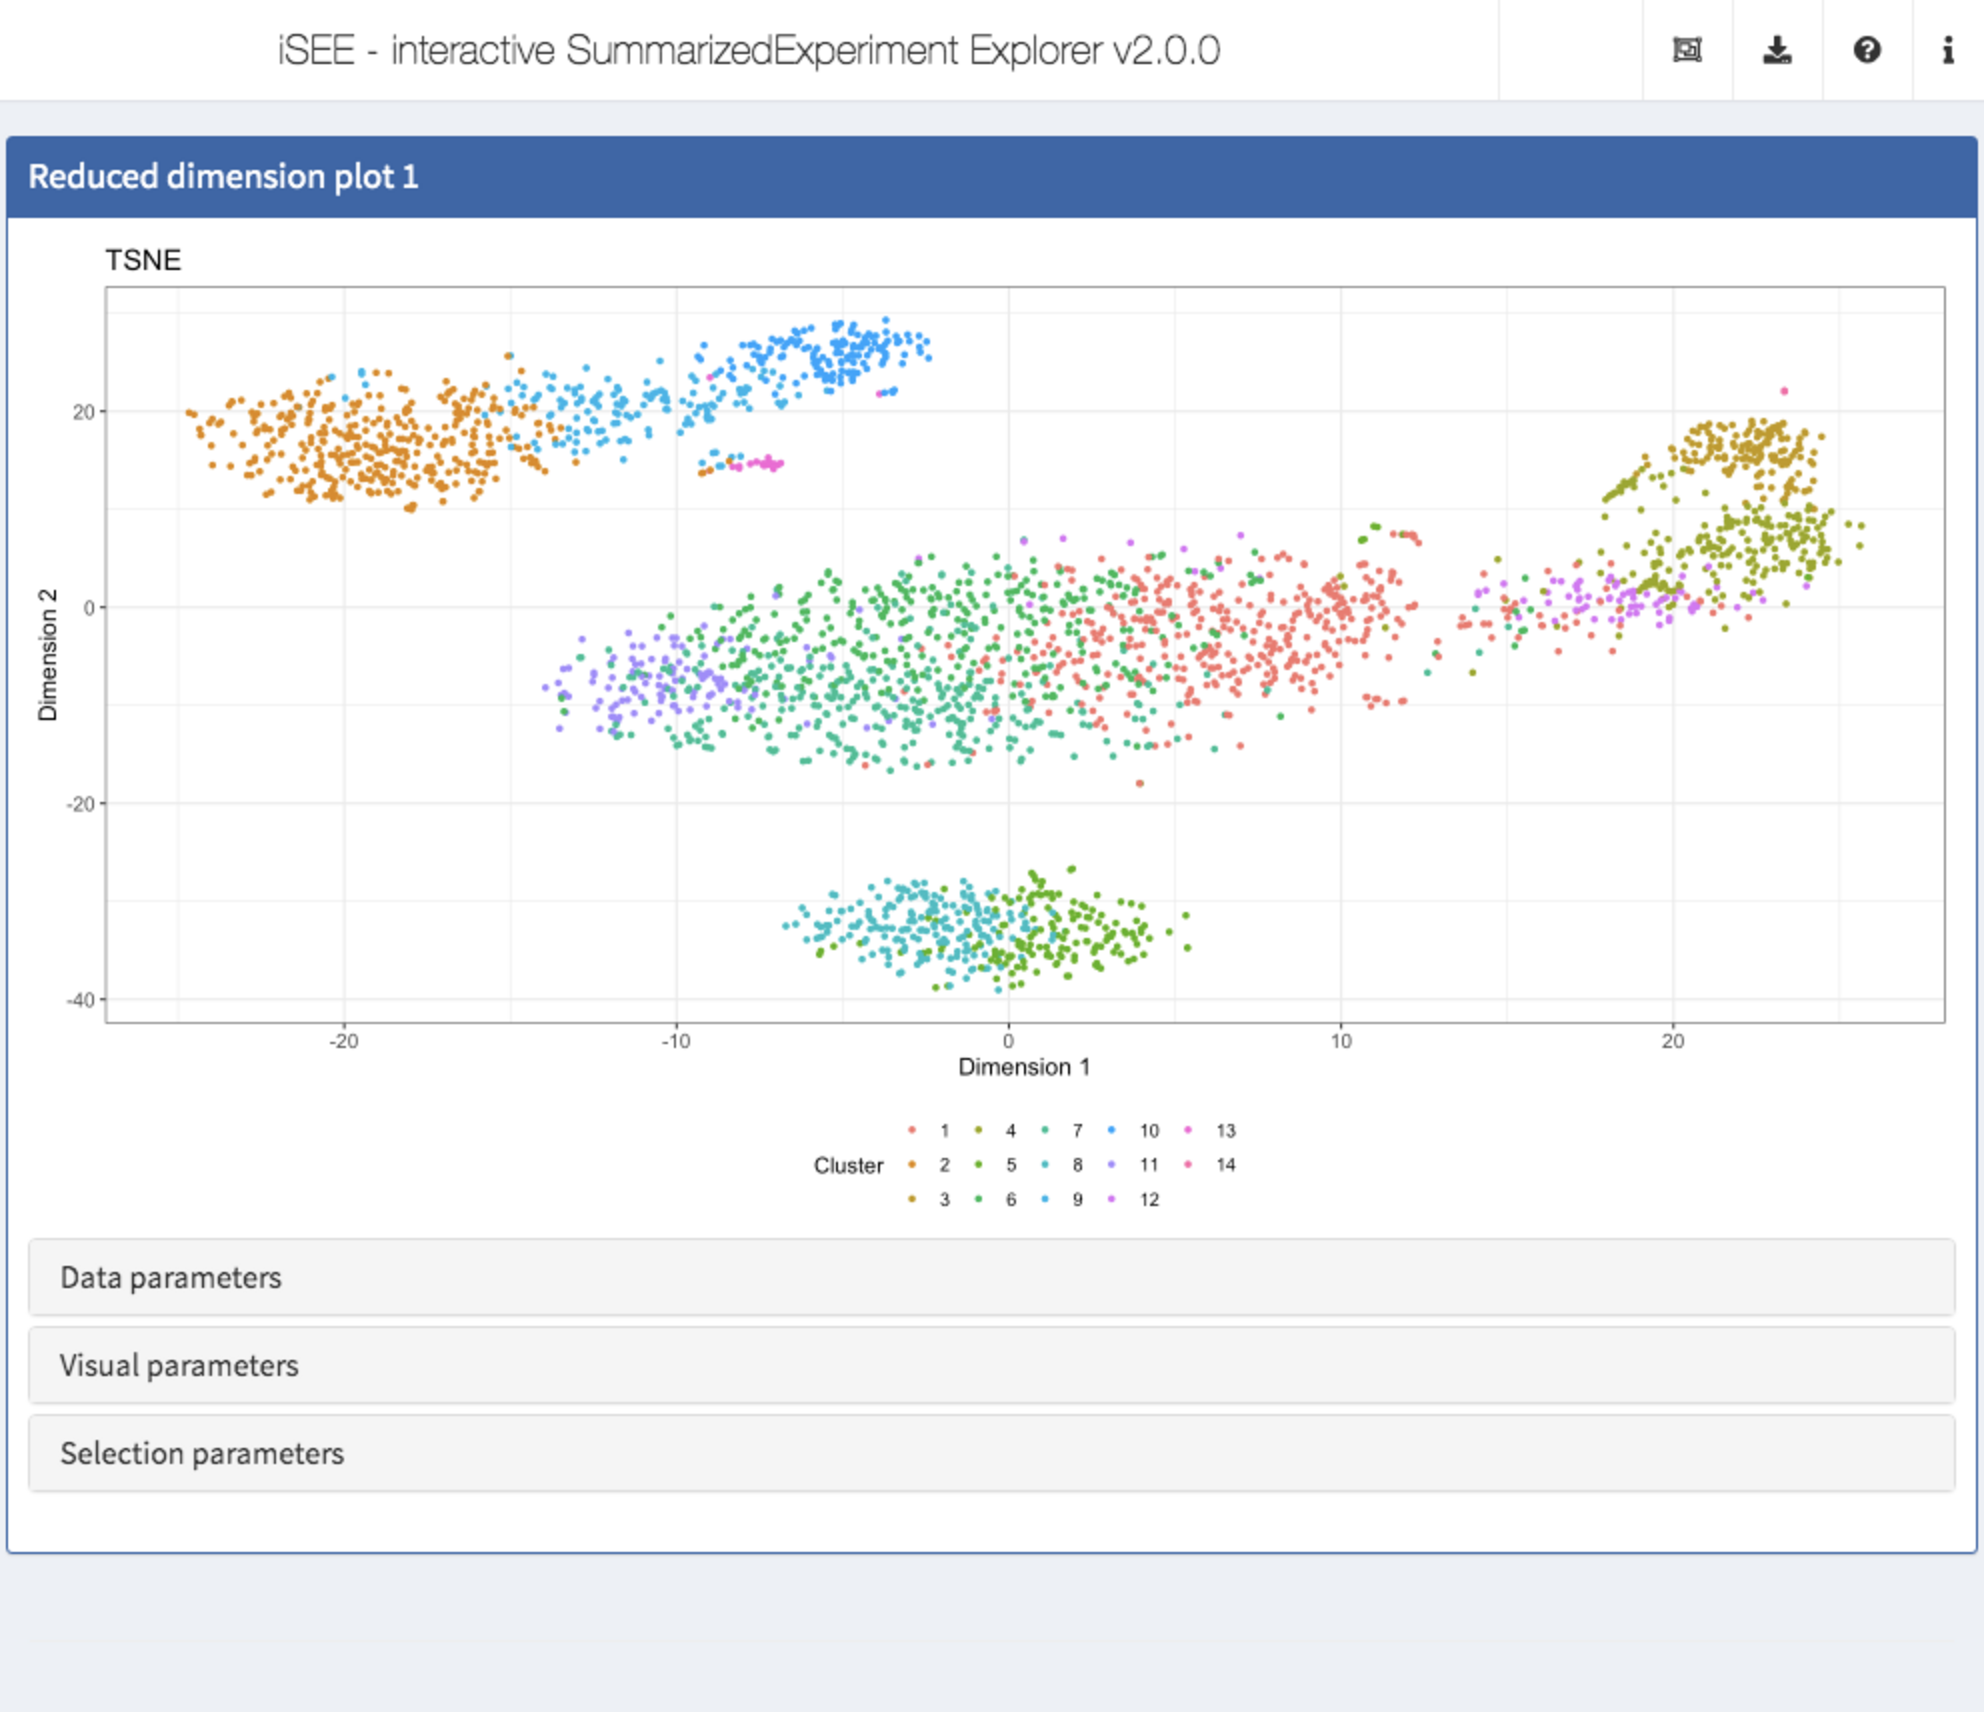 iSEE - interactive SummarizedExperiment Explorer v2.0.0
Reduced dimension plot 1
TSNE
20
0
-20
-40
Dimension 2
-20 -10 0 10 20
Dimension 1
1 4 7 10 13
Cluster 2 5 8 11 14
3 6 9 12
Data parameters
Visual parameters
Selection parameters